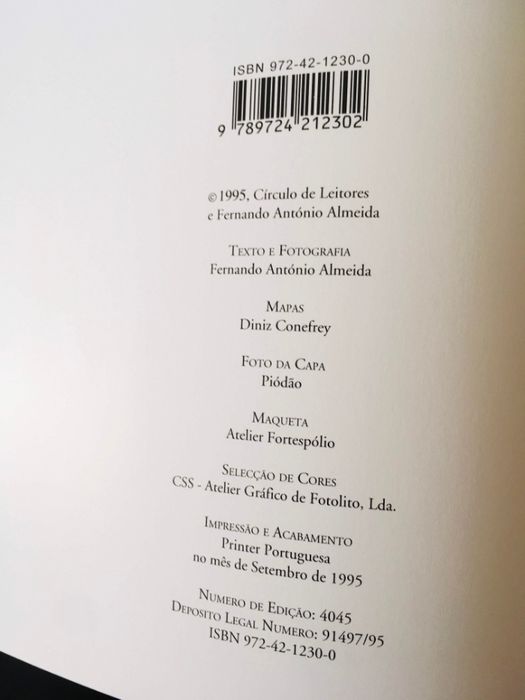 ISBN 972-42-1230-0
9 789724 212302
© 1995, Círculo de Leitores
e Fernando António Almeida
TEXTO E FOTOGRAFIA
Fernando António Almeida
MAPAS
Diniz Conefrey
FOTO DA CAPA
Piódão
MAQUETA
Atelier Fortespólio
SELECÇÃO DE CORES
CSS - Atelier Gráfico de Fotolito, Lda.
IMPRESSÃO E ACABAMENTO
Printer Portuguesa
no mês de Setembro de 1995
NUMERO DE EDIÇÃO: 4045
DEPOSITO LEGAL NUMERO: 91497/95
ISBN 972-42-1230-0